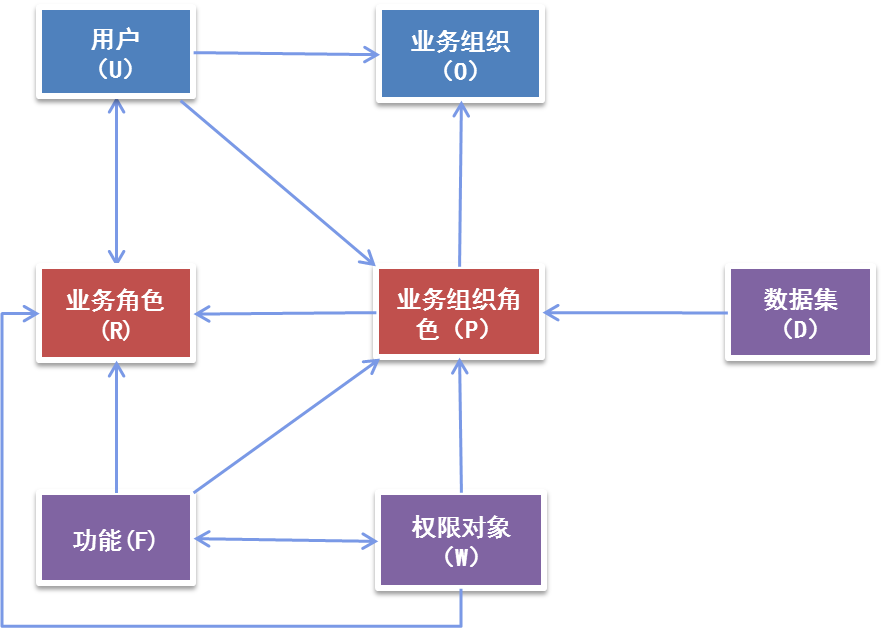 用户
（U）
业务组织
（O）
业务角色
(R)
业务组织角
色（P）
数据集
（D）
功能(F)
权限对象
（W）